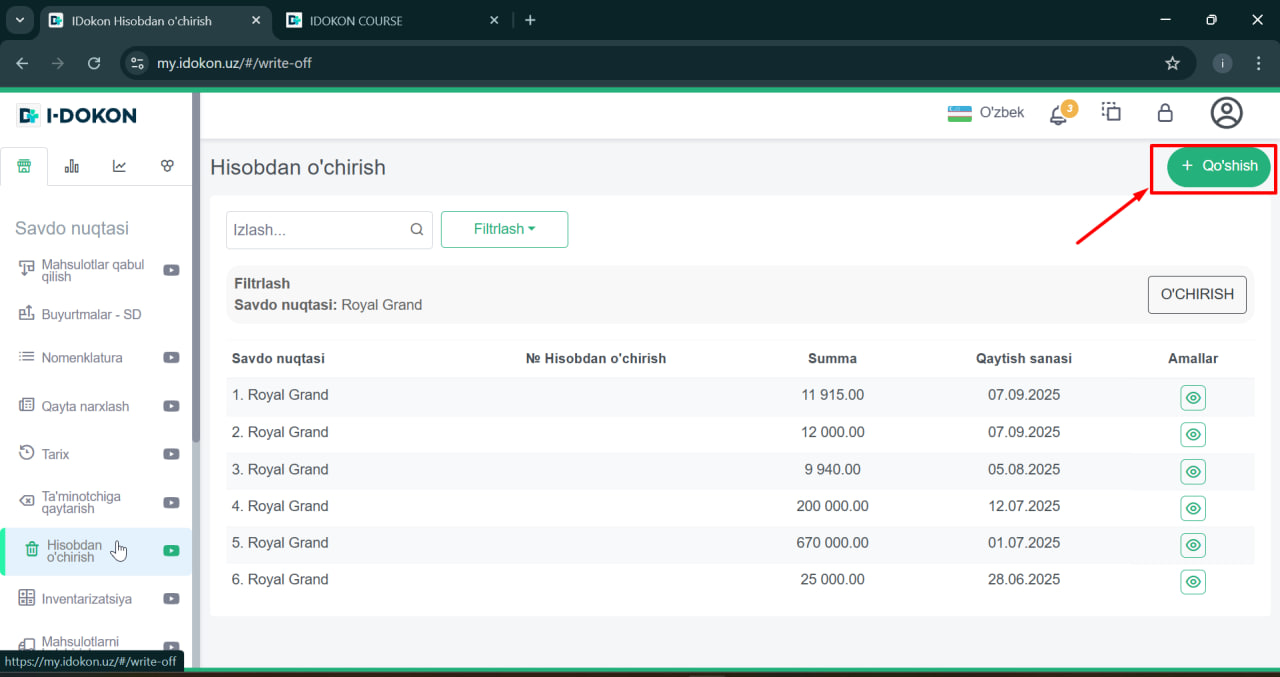 IDokon Hisobdan o'chirish
IDOKON COURSE
my.idokon.uz/#/write-off
i
I-DOKON
O'zbek
3
Hisobdan o'chirish
+ Qo'shish
Savdo nuqtasi
Mahsulotlar qabul
qilish
Buyurtmalar - SD
Nomenklatura
Qayta narxlash
Tarix
Ta'minotchiga
qaytarish
Hisobdan
o'chirish
Inventarizatsiya
Mahsulotlarni
https://my.idokon.uz/#/write-off
Izlash...
Filtrlash
Filtrlash
Savdo nuqtasi: Royal Grand
O'CHIRISH
Savdo nuqtasi № Hisobdan o'chirish Summa Qaytish sanasi Amallar
1. Royal Grand 11 915.00 07.09.2025
2. Royal Grand 12 000.00 07.09.2025
3. Royal Grand 9 940.00 05.08.2025
4. Royal Grand 200 000.00 12.07.2025
5. Royal Grand 670 000.00 01.07.2025
6. Royal Grand 25 000.00 28.06.2025